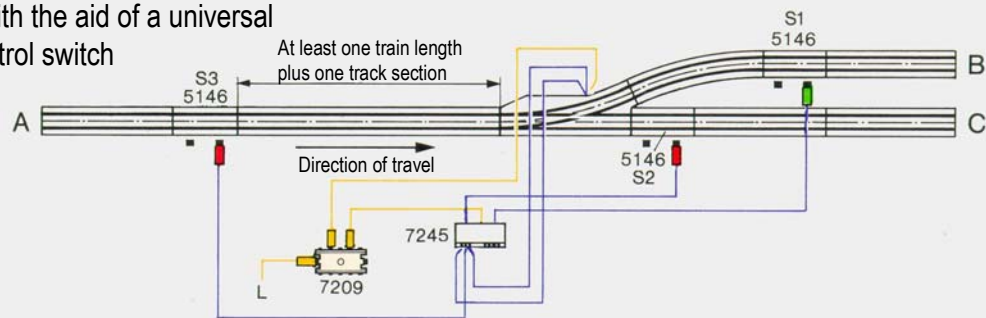 ith the aid of a universal
trol switch
At least one train length
plus one track section
S1
5146
S3
5146
B
A
C
Direction of travel
5146
S2
7245
L
7209